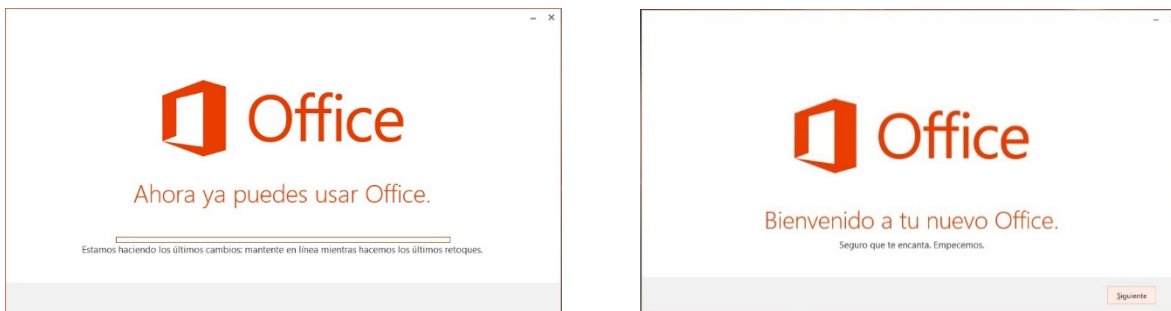 Office
Ahora ya puedes usar Office.
Estamos haciendo los últimos cambios: mantente en línea mientras hacemos los últimos retoques.
Office
Bienvenido a tu nuevo Office.
Seguro que te encanta. Empecemos.
Siguiente